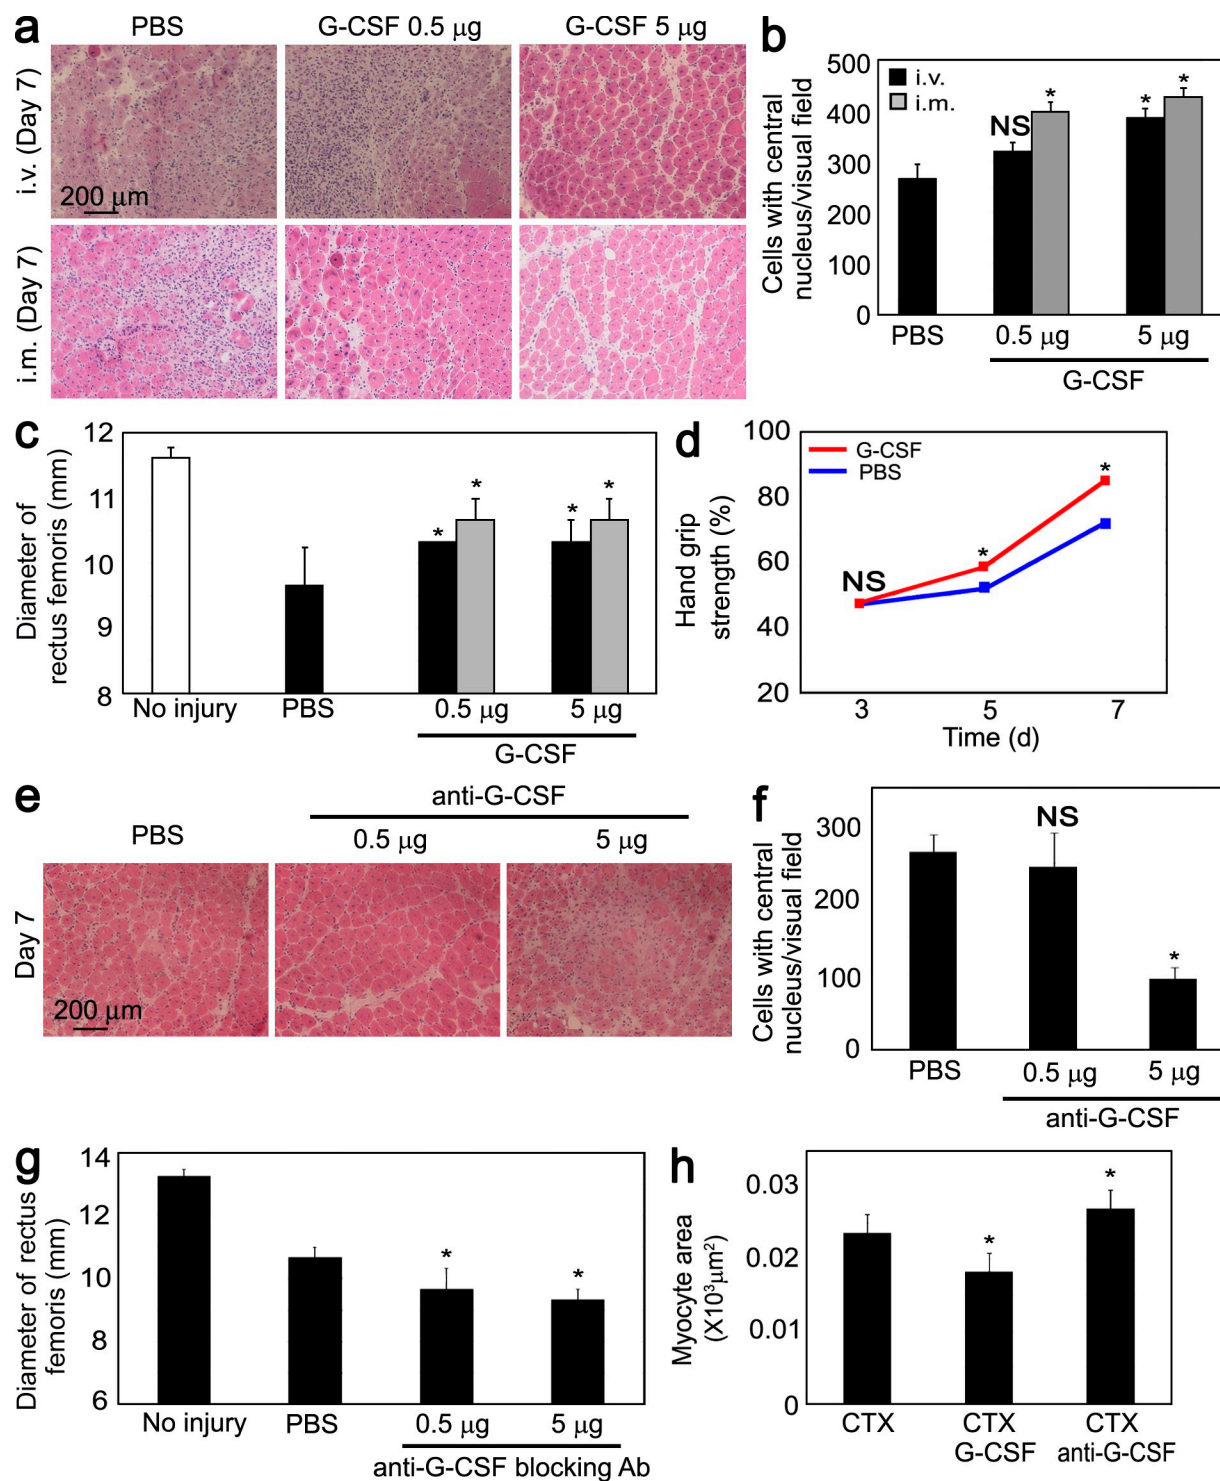 a
PBS
G-CSF 0.5 μg
G-CSF 5 μg
i.v. (Day 7)
200 μm
i.m. (Day 7)
b
Cells with central
nucleus/visual field
500
400
300
200
100
0
i.v.
i.m.
NS
*
*
*
PBS
0.5 μg
5 μg
G-CSF
c
Diameter of
rectus femoris (mm)
12
11
10
9
8
*
*
*
*
No injury
PBS
0.5 μg
5 μg
G-CSF
d
Hand grip
strength (%)
100
80
60
40
20
G-CSF
PBS
NS
*
*
3
5
7
Time (d)
e
anti-G-CSF
PBS
0.5 μg
5 μg
Day 7
200 μm
f
Cells with central
nucleus/visual field
300
200
100
0
NS
*
PBS
0.5 μg
5 μg
anti-G-CSF
g
Diameter of rectus
femoris (mm)
14
12
10
8
6
*
*
No injury
PBS
0.5 μg
5 μg
anti-G-CSF blocking Ab
h
Myocyte area
(X10³μm²)
0.03
0.02
0.01
0
*
*
CTX
CTX
G-CSF
CTX
anti-G-CSF